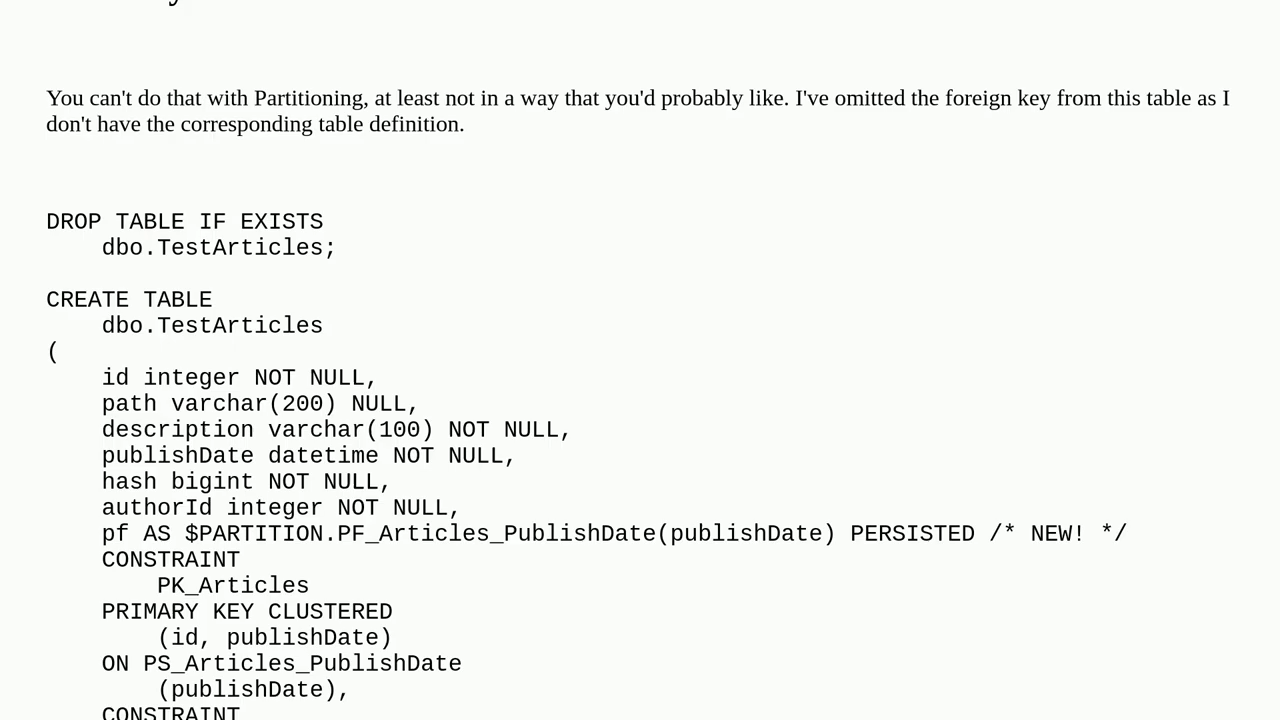 You can't do that with Partitioning, at least not in a way that you'd probably like. I've omitted the foreign key from this table as I
don't have the corresponding table definition.
DROP TABLE IF EXISTS
    dbo.TestArticles;
CREATE TABLE
    dbo.TestArticles
(
    id integer NOT NULL,
    path varchar(200) NULL,
    description varchar(100) NOT NULL,
    publishDate datetime NOT NULL,
    hash bigint NOT NULL,
    authorId integer NOT NULL,
    pf AS $PARTITION.PF_Articles_PublishDate(publishDate) PERSISTED /* NEW! */
    CONSTRAINT
        PK_Articles
    PRIMARY KEY CLUSTERED
        (id, publishDate)
    ON PS_Articles_PublishDate
        (publishDate),
    CONSTRAINT